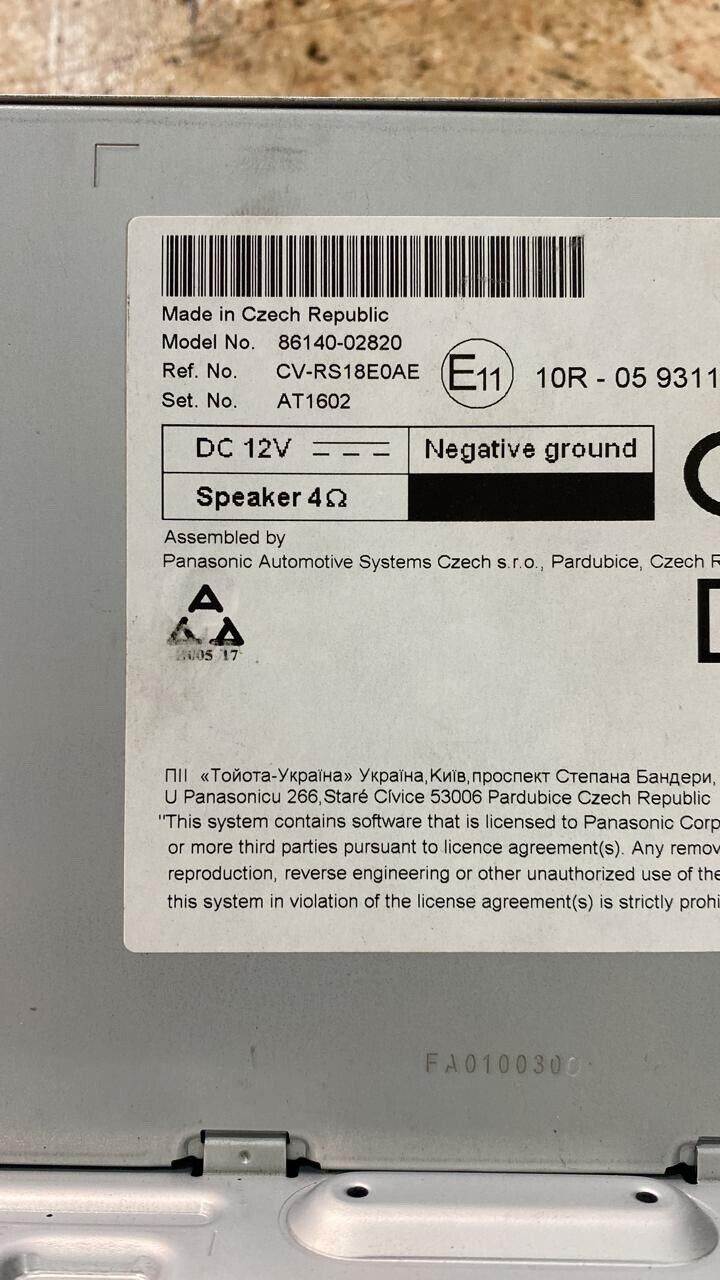 Made in Czech Republic
Model No. 86140-02820
Ref. No. CV-RS18E0AE
Set. No. AT1602
E11 10R - 05 9311
DC 12V Negative ground
Speaker 4Ω
Assembled by
Panasonic Automotive Systems Czech s.r.o., Pardubice, Czech
17
ПІІ «Тойота-Україна» Україна,Київ,проспект Степана Бандери,
U Panasonicu 266,Staré Cívice 53006 Pardubice Czech Republic
"This system contains software that is licensed to Panasonic Corp
or more third parties pursuant to licence agreement(s). Any remov
reproduction, reverse engineering or other unauthorized use of the
this system in violation of the license agreement(s) is strictly prohi